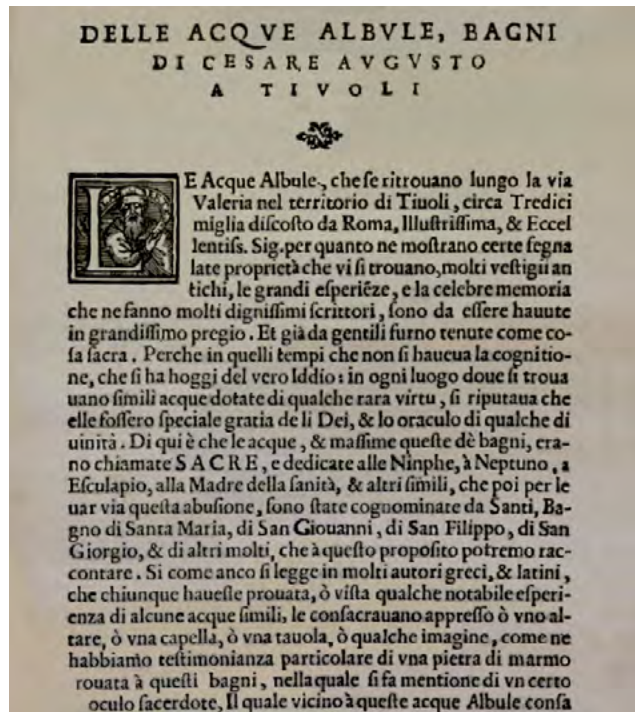 DELLE ACQVE ALBVLE, BAGNI
DI CESARE AVGVSTO
A TIVOLI
LE Acque Albule, che ſe ritrouano lungo la via
Valeria nel territorio di Tiuoli, circa Tredici
miglia diſcoſto da Roma, Illuſtriſſima, & Eccel
lentiſs. Sig. per quanto ne moſtrano certe ſegna
late proprietà che vi ſi trouano, molti veſtigii an
tichi, le grandi eſperiẽze, e la celebre memoria
che ne fanno molti digniſſimi ſcrittori, ſono da eſſere hauute
in grandiſſimo pregio. Et già da gentili furno tenute come co-
ſa ſacra. Perche in quelli tempi che non ſi haueua la cognitio-
ne, che ſi ha hoggi del vero Iddio: in ogni luogo doue ſi troua
uano ſimili acque dotate di qualche rara virtu, ſi riputaua che
elle foſſero ſpeciale gratia de li Dei, & lo oraculo di qualche di
uinità. Di qui è che le acque, & maſſime queſte dè bagni, era-
no chiamate SACRE, e dedicate alle Ninphe, à Neptuno, a
Eſculapio, alla Madre della ſanità, & altri ſimili, che poi per le
uar via queſta abuſione, ſono ſtate cognominate da Santi, Ba-
gno di Santa Maria, di San Giouanni, di San Filippo, di San
Giorgio, & di altri molti, che à queſto propoſito potremo rac-
contare. Si come anco ſi legge in molti autori greci, & latini,
che chiunque haueſſe prouata, ò viſta qualche notabile eſperi-
enza di alcune acque ſimili, le conſacrauano appreſſo ò vno al-
tare, ò vna capella, ò vna tauola, ò qualche imagine, come ne
habbiamo teſtimonianza particolare di vna pietra di marmo
rouata à queſti bagni, nella quale ſi fa mentione di vn certo
oculo ſacerdote, Il quale vicino à queſte acque Albule conſa